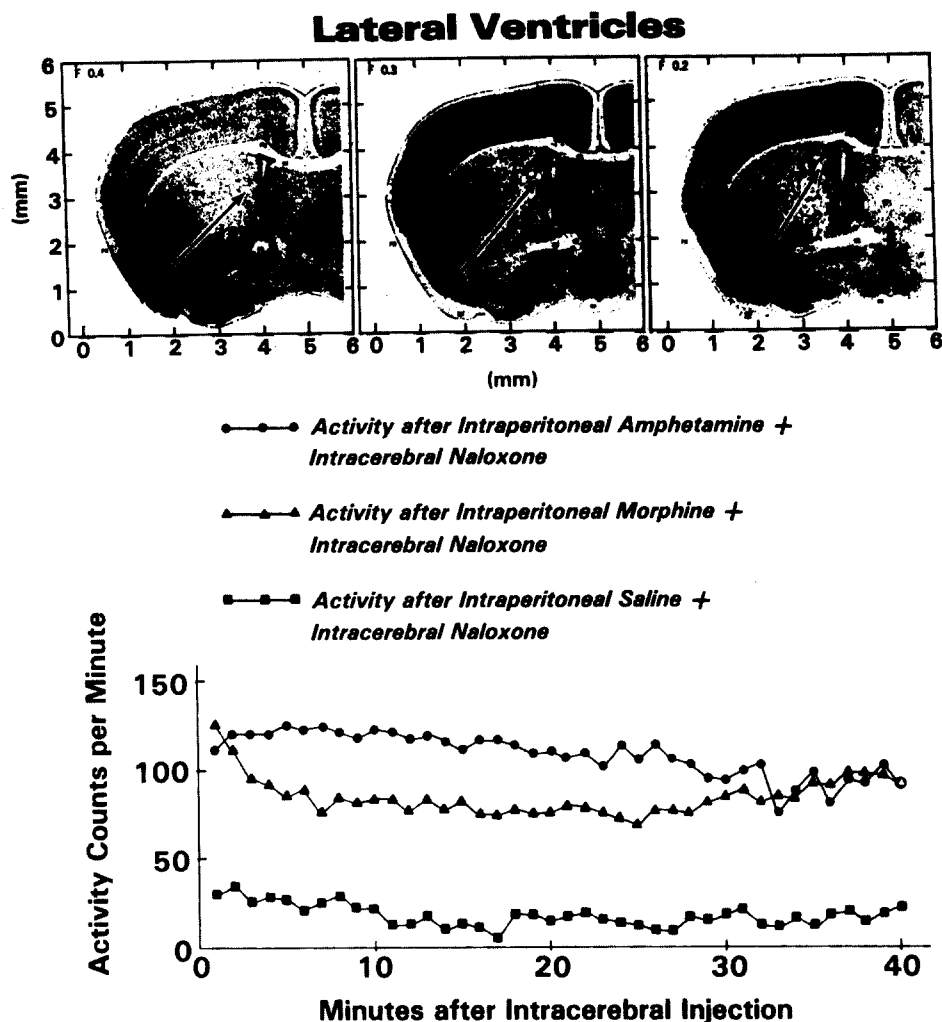 Lateral Ventricles
6
5
4
3
2
1
0
(mm)
F 0.4
F 0.3
F 0.2
0 1 2 3 4 5 6
0 1 2 3 4 5 6
0 1 2 3 4 5 6
(mm)
Activity after Intraperitoneal Amphetamine +
Intracerebral Naloxone
Activity after Intraperitoneal Morphine +
Intracerebral Naloxone
Activity after Intraperitoneal Saline +
Intracerebral Naloxone
Activity Counts per Minute
150
100
50
0
0 10 20 30 40
Minutes after Intracerebral Injection